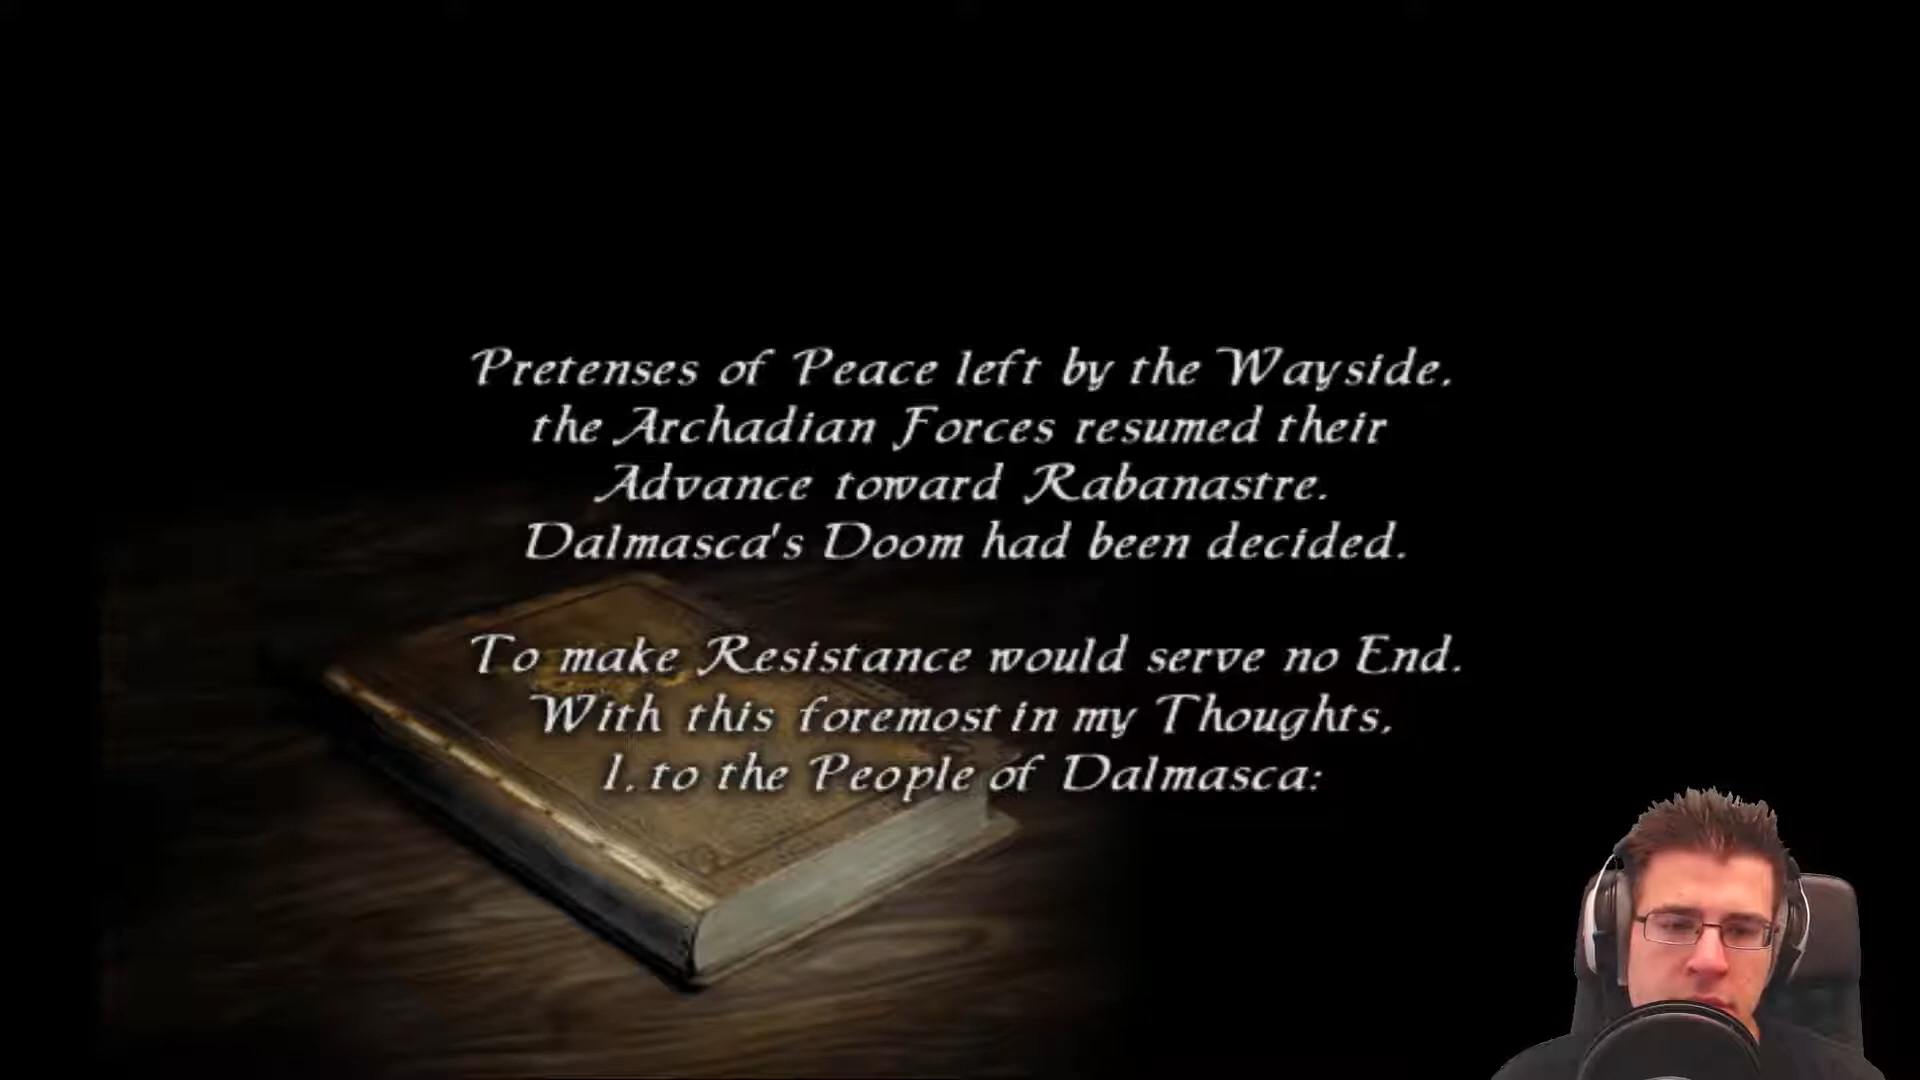 Pretenses of Peace left by the Wayside,
the Archadian Forces resumed their
Advance toward Rabanastre.
Dalmasca's Doom had been decided.
To make Resistance would serve no End.
With this foremost in my Thoughts,
I, to the People of Dalmasca: